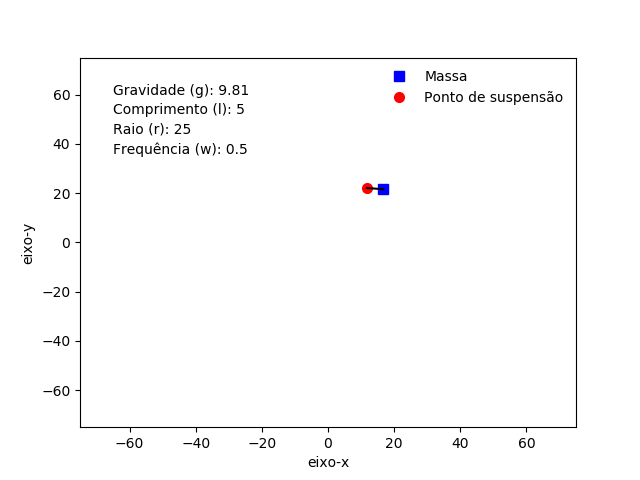 Gravidade (g): 9.81
Comprimento (l): 5
Raio (r): 25
Frequência (w): 0.5
Massa
Ponto de suspensão
60
40
20
0
−20
−40
−60
eixo-y
−60
−40
−20
0
20
40
60
eixo-x